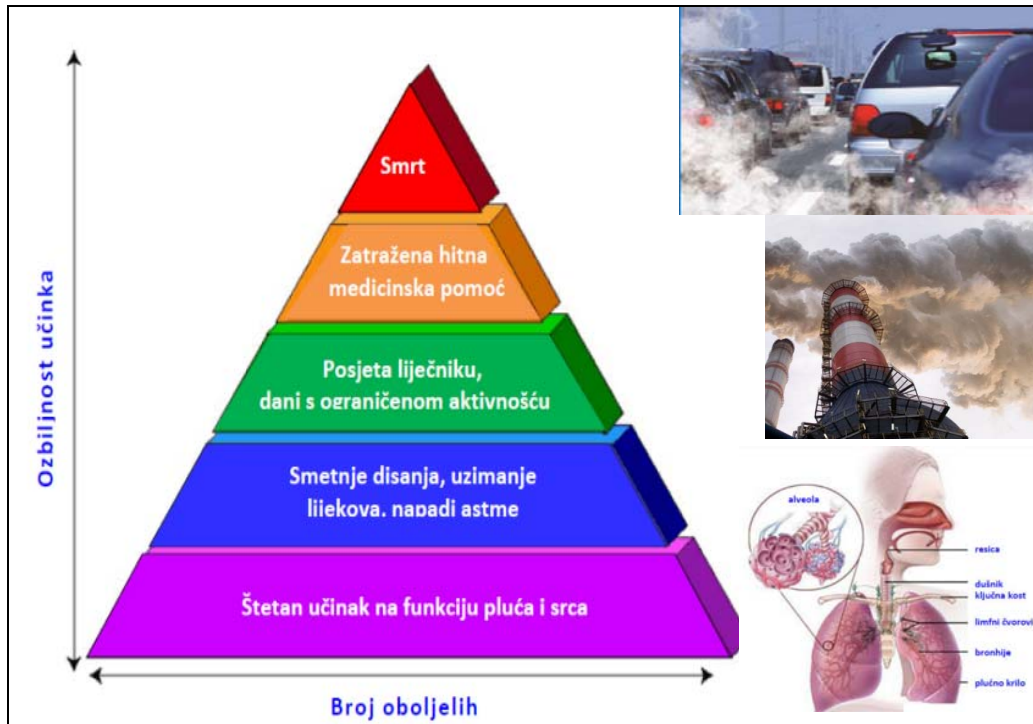 Ozbiljnost učinka
Smrt
Zatražena hitna
medicinska pomoć
Posjeta liječniku,
dani s ograničenom aktivnošću
Smetnje disanja, uzimanje
lijekova, napadi astme
Štetan učinak na funkciju pluća i srca
Broj oboljelih
alveola
resica
dušnik
ključna kost
limfni čvorovi
bronhije
plućno krilo